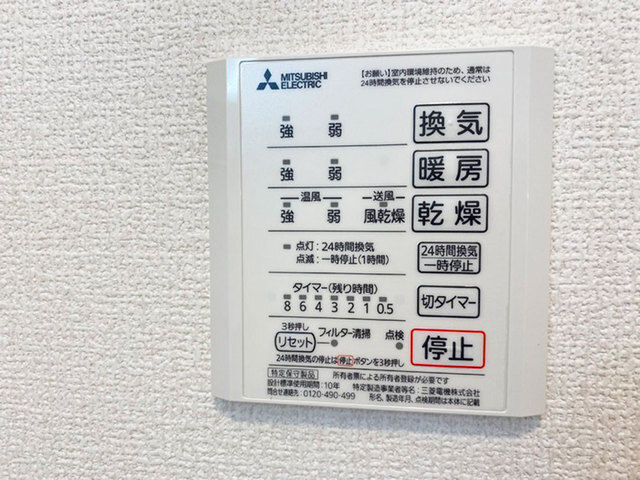 MITSUBISHI ELECTRIC
【お願い】室内環境維持のため、通常は
24時間換気を停止させないでください
強 弱 換気
強 弱 暖房
温風 送風
強 弱 風乾燥 乾燥
点灯:24時間換気
点滅:一時停止(1時間)
24時間換気
一時停止
タイマー(残り時間)
8 6 4 3 2 1 0.5
切タイマー
3秒押し
リセット フィルター清掃 点検
停止
24時間換気の停止は停止ボタンを3秒押し
特定保守製品 所有者票による所有者登録が必要です
設計標準使用期間:10年 特定製造事業者等名:三菱電機株式会社
問合せ連絡先:0120-490-499 形名、製造年月、点検期間は本体に記載